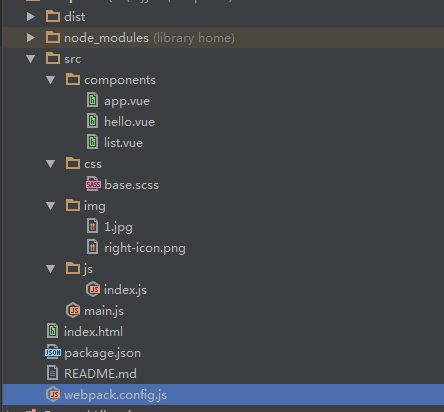 dist
node_modules (library home)
src
components
app.vue
hello.vue
list.vue
css
base.scss
img
1.jpg
right-icon.png
js
index.js
main.js
index.html
package.json
README.md
webpack.config.js